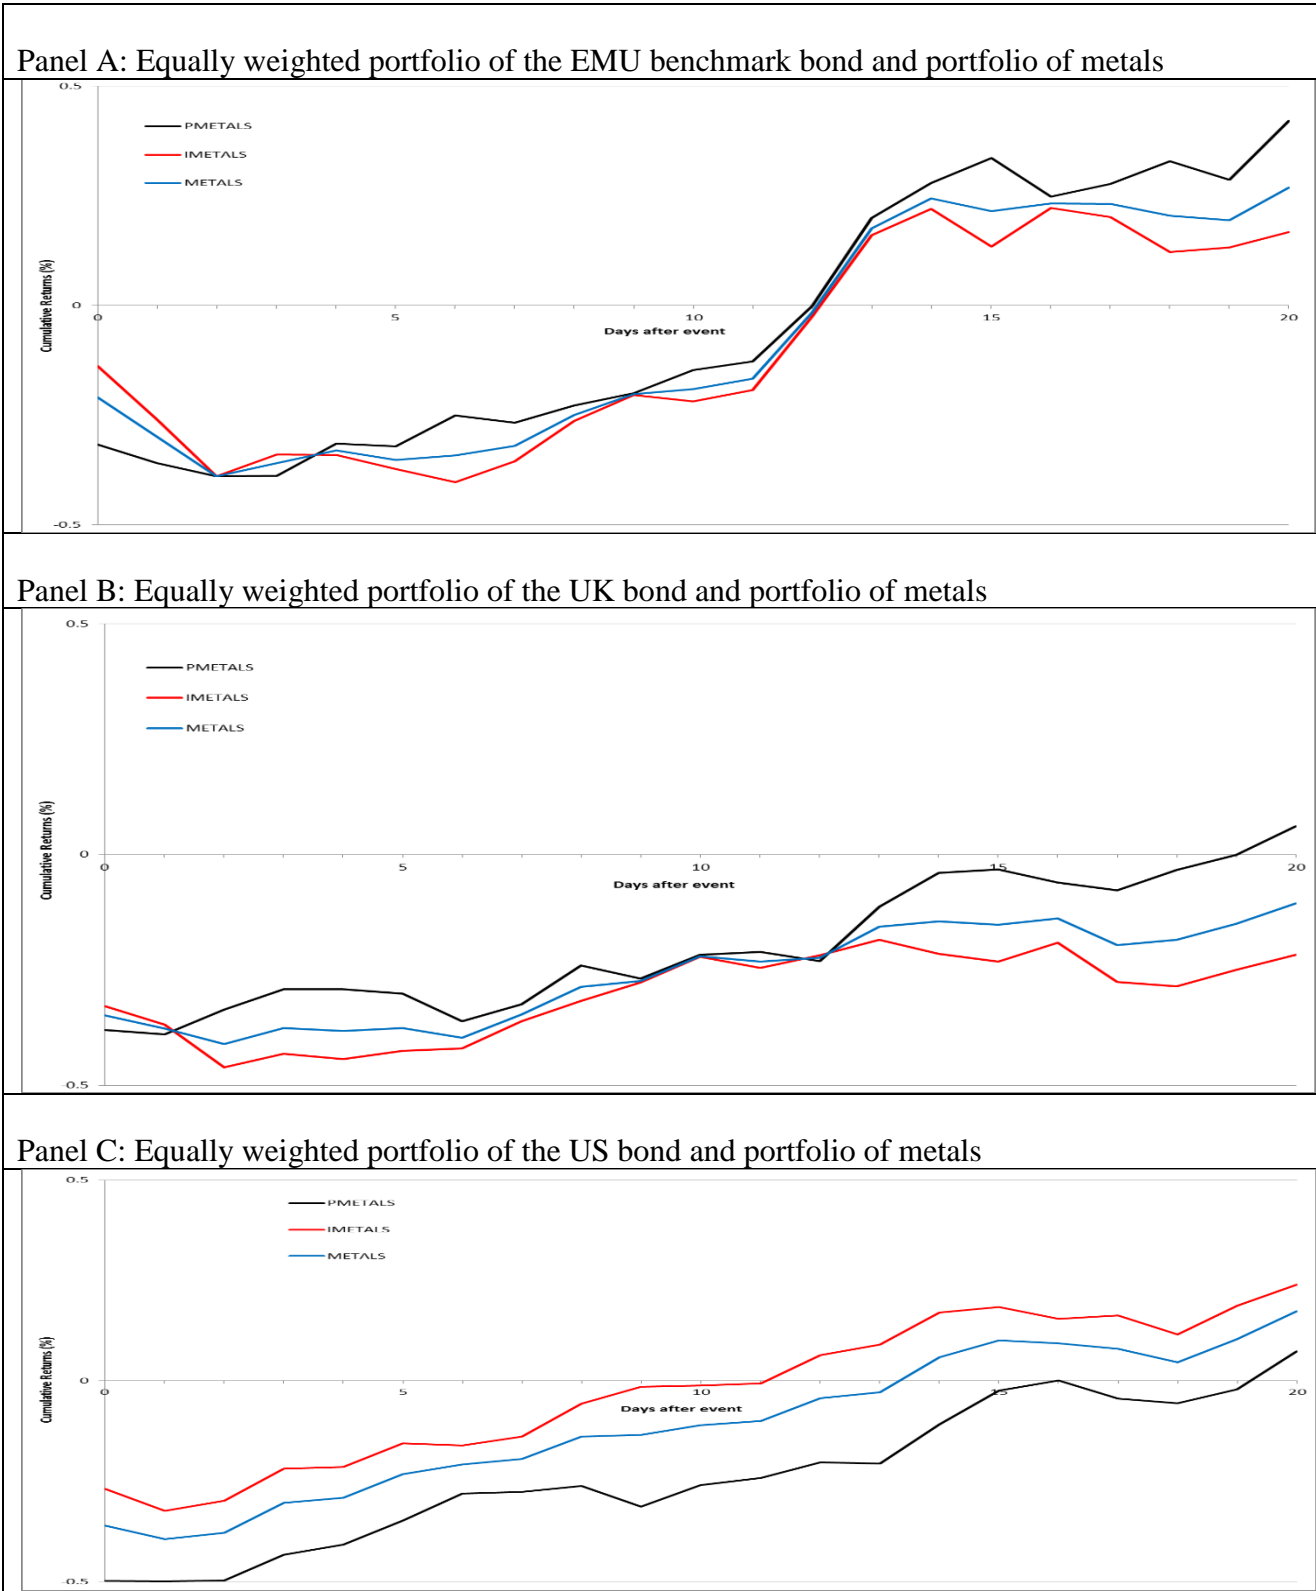 Panel A: Equally weighted portfolio of the EMU benchmark bond and portfolio of metals
0.5
PMETALS
IMETALS
METALS
Cumulative Returns (%)
0
0 5 10 15 20
Days after event
-0.5
Panel B: Equally weighted portfolio of the UK bond and portfolio of metals
0.5
PMETALS
IMETALS
METALS
Cumulative Returns (%)
0
0 5 10 15 20
Days after event
-0.5
Panel C: Equally weighted portfolio of the US bond and portfolio of metals
0.5
PMETALS
IMETALS
METALS
Cumulative Returns (%)
0
0 5 10 15 20
Days after event
-0.5